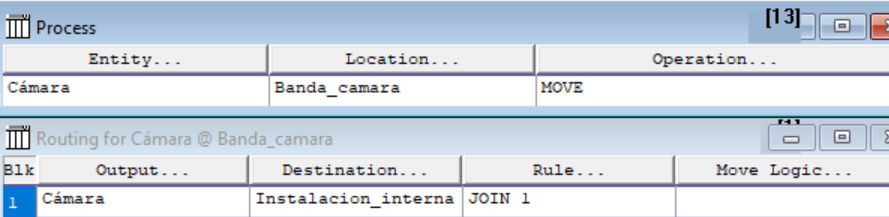 Process [13]
Entity... Location... Operation...
Cámara Banda_camara MOVE
Routing for Cámara @ Banda_camara
Blk Output... Destination... Rule... Move Logic...
1 Cámara Instalacion_interna JOIN 1